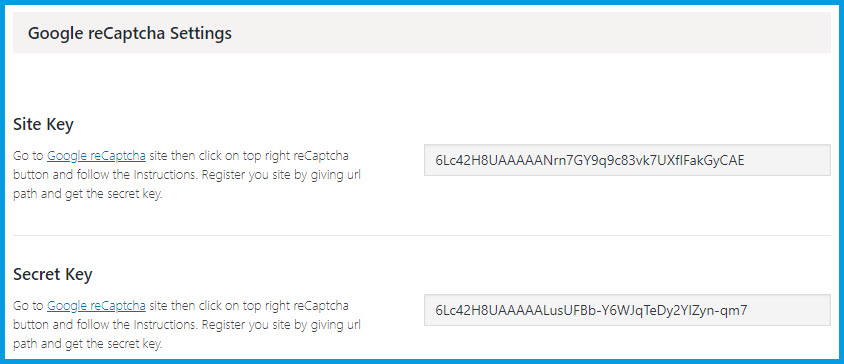 Google reCaptcha Settings
Site Key
Go to Google reCaptcha site then click on top right reCaptcha
button and follow the Instructions. Register you site by giving url
path and get the secret key.
6Lc42H8UAAAAANrn7GY9q9c83vk7UXflFakGyCAE
Secret Key
Go to Google reCaptcha site then click on top right reCaptcha
button and follow the Instructions. Register you site by giving url
path and get the secret key.
6Lc42H8UAAAAALusUFBb-Y6WJqTeDy2YIZyn-qm7